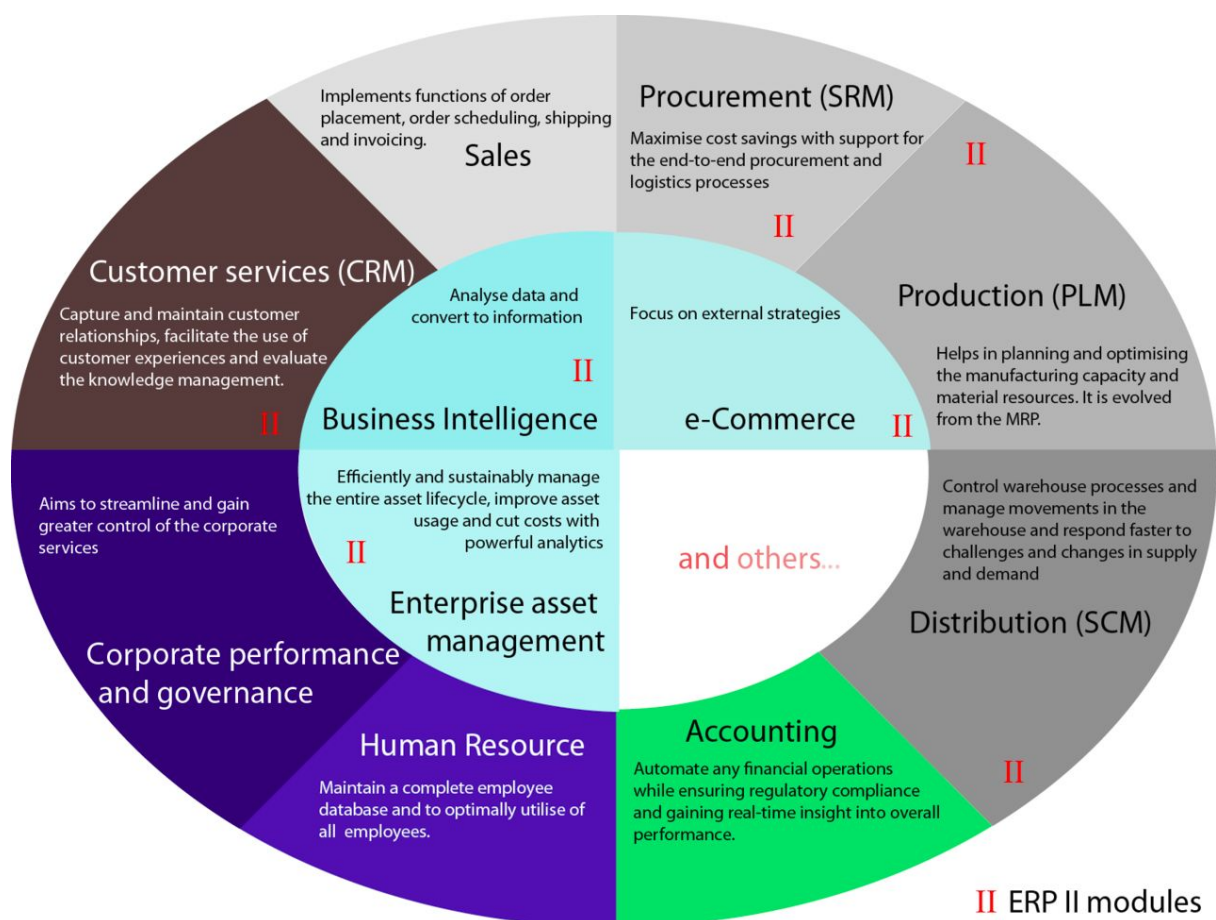 Implements functions of order
placement, order scheduling, shipping
and invoicing.
Sales
Procurement (SRM)
Maximise cost savings with support for
the end-to-end procurement and
logistics processes
II
II
Customer services (CRM)
Capture and maintain customer
relationships, facilitate the use of
customer experiences and evaluate
the knowledge management.
II
Analyse data and
convert to information
II
Business Intelligence
Focus on external strategies
e-Commerce
II
Production (PLM)
Helps in planning and optimising
the manufacturing capacity and
material resources. It is evolved
from the MRP.
Aims to streamline and gain
greater control of the corporate
services
Corporate performance
and governance
Efficiently and sustainably manage
the entire asset lifecycle, improve asset
usage and cut costs with
powerful analytics
II
Enterprise asset
management
and others...
Control warehouse processes and
manage movements in the
warehouse and respond faster to
challenges and changes in supply
and demand
Distribution (SCM)
II
Human Resource
Maintain a complete employee
database and to optimally utilise of
all employees.
Accounting
Automate any financial operations
while ensuring regulatory compliance
and gaining real-time insight into overall
performance.
II ERP II modules